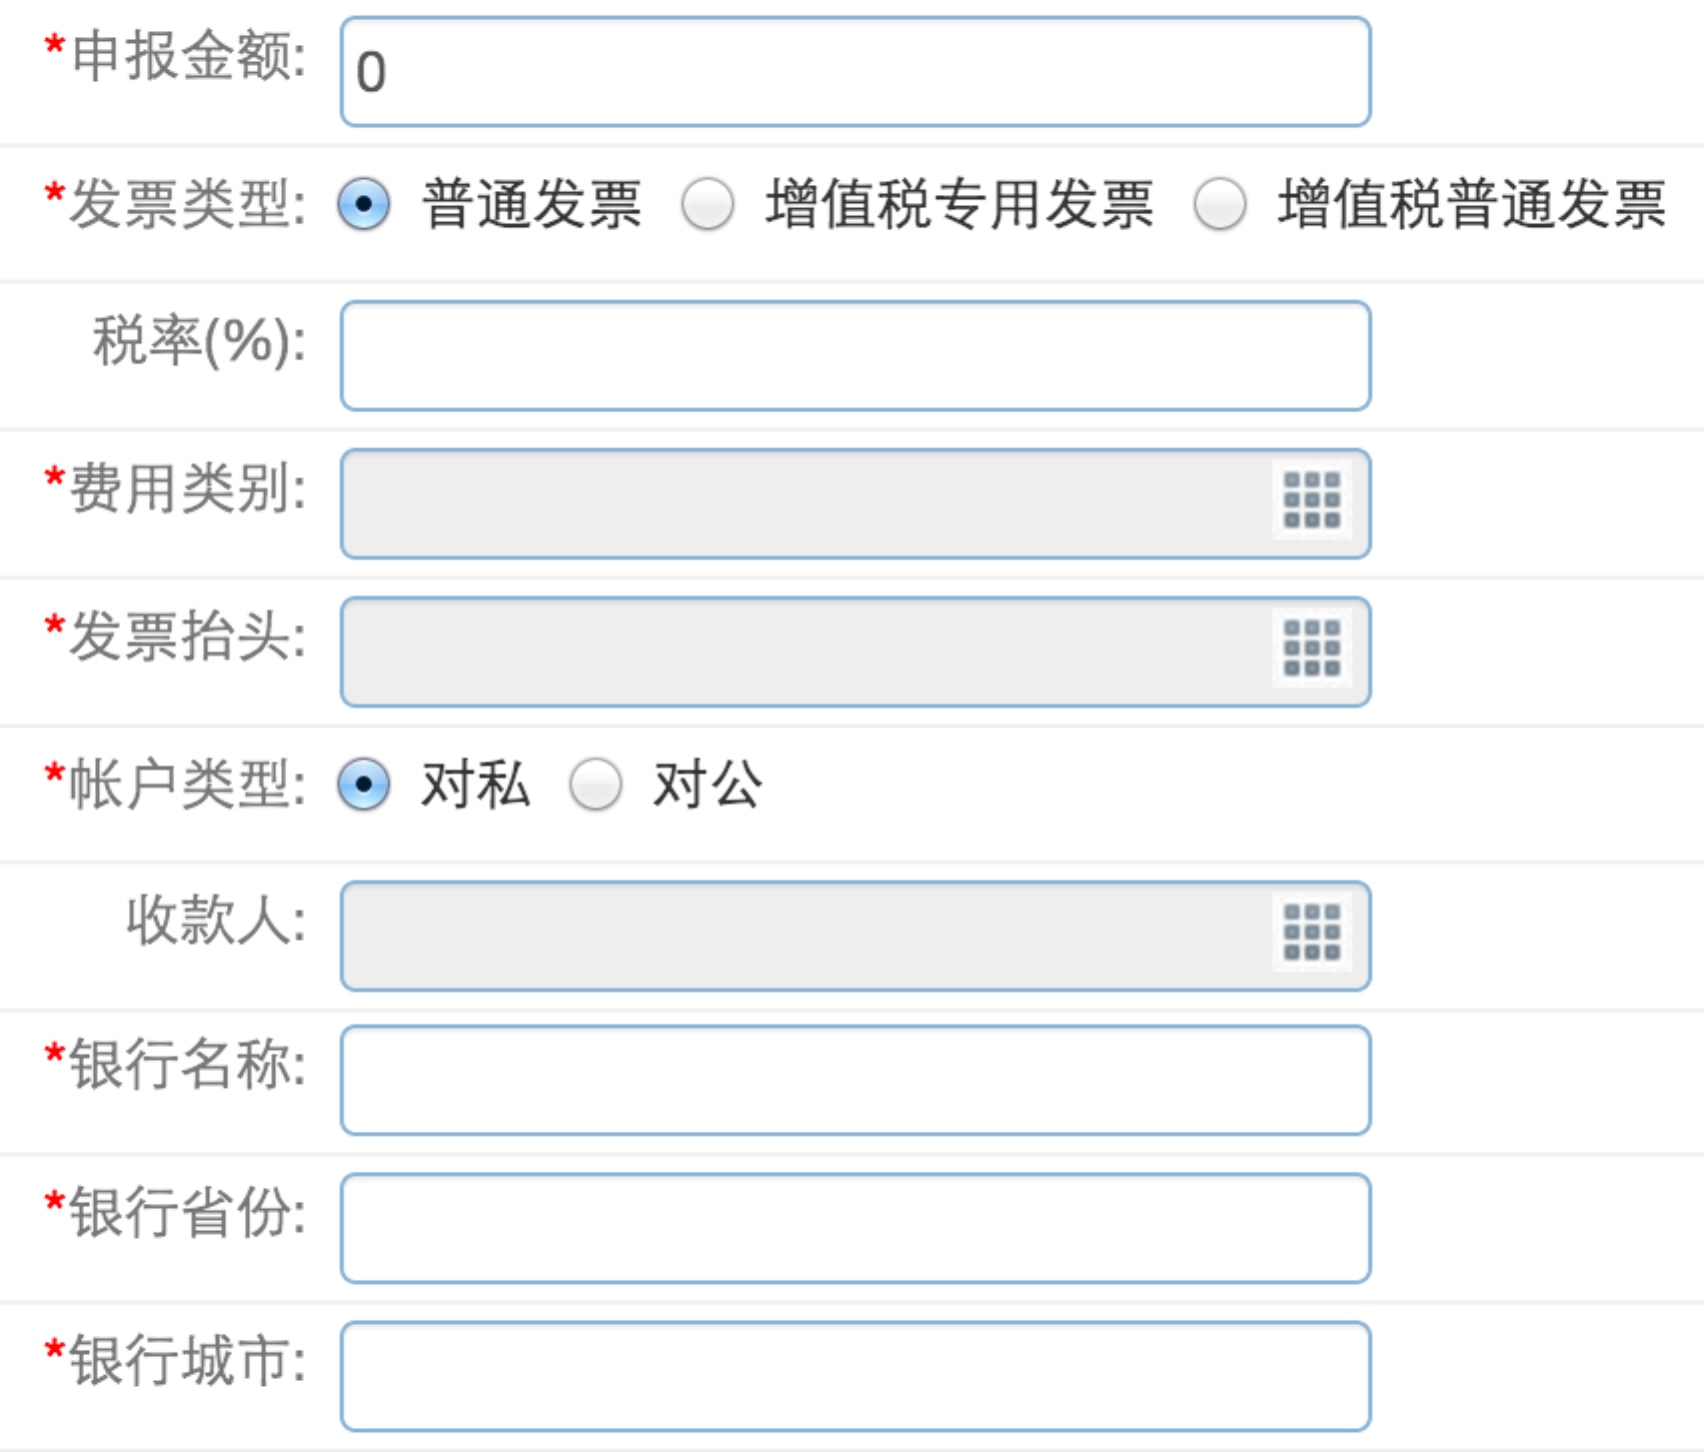 *申报金额: 0
*发票类型: 普通发票 增值税专用发票 增值税普通发票
税率(%):
*费用类别:
*发票抬头:
*帐户类型: 对私 对公
收款人:
*银行名称:
*银行省份:
*银行城市: